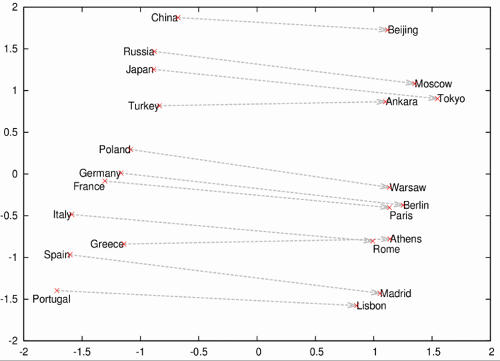 2
China
Beijing
1.5
Russia
Japan
Moscow
1
Turkey
Ankara
Tokyo
0.5
Poland
0
Germany
France
Warsaw
Berlin
Paris
-0.5
Italy
Greece
Athens
Rome
-1
Spain
Madrid
-1.5
Portugal
Lisbon
-2
-2 -1.5 -1 -0.5 0 0.5 1 1.5 2